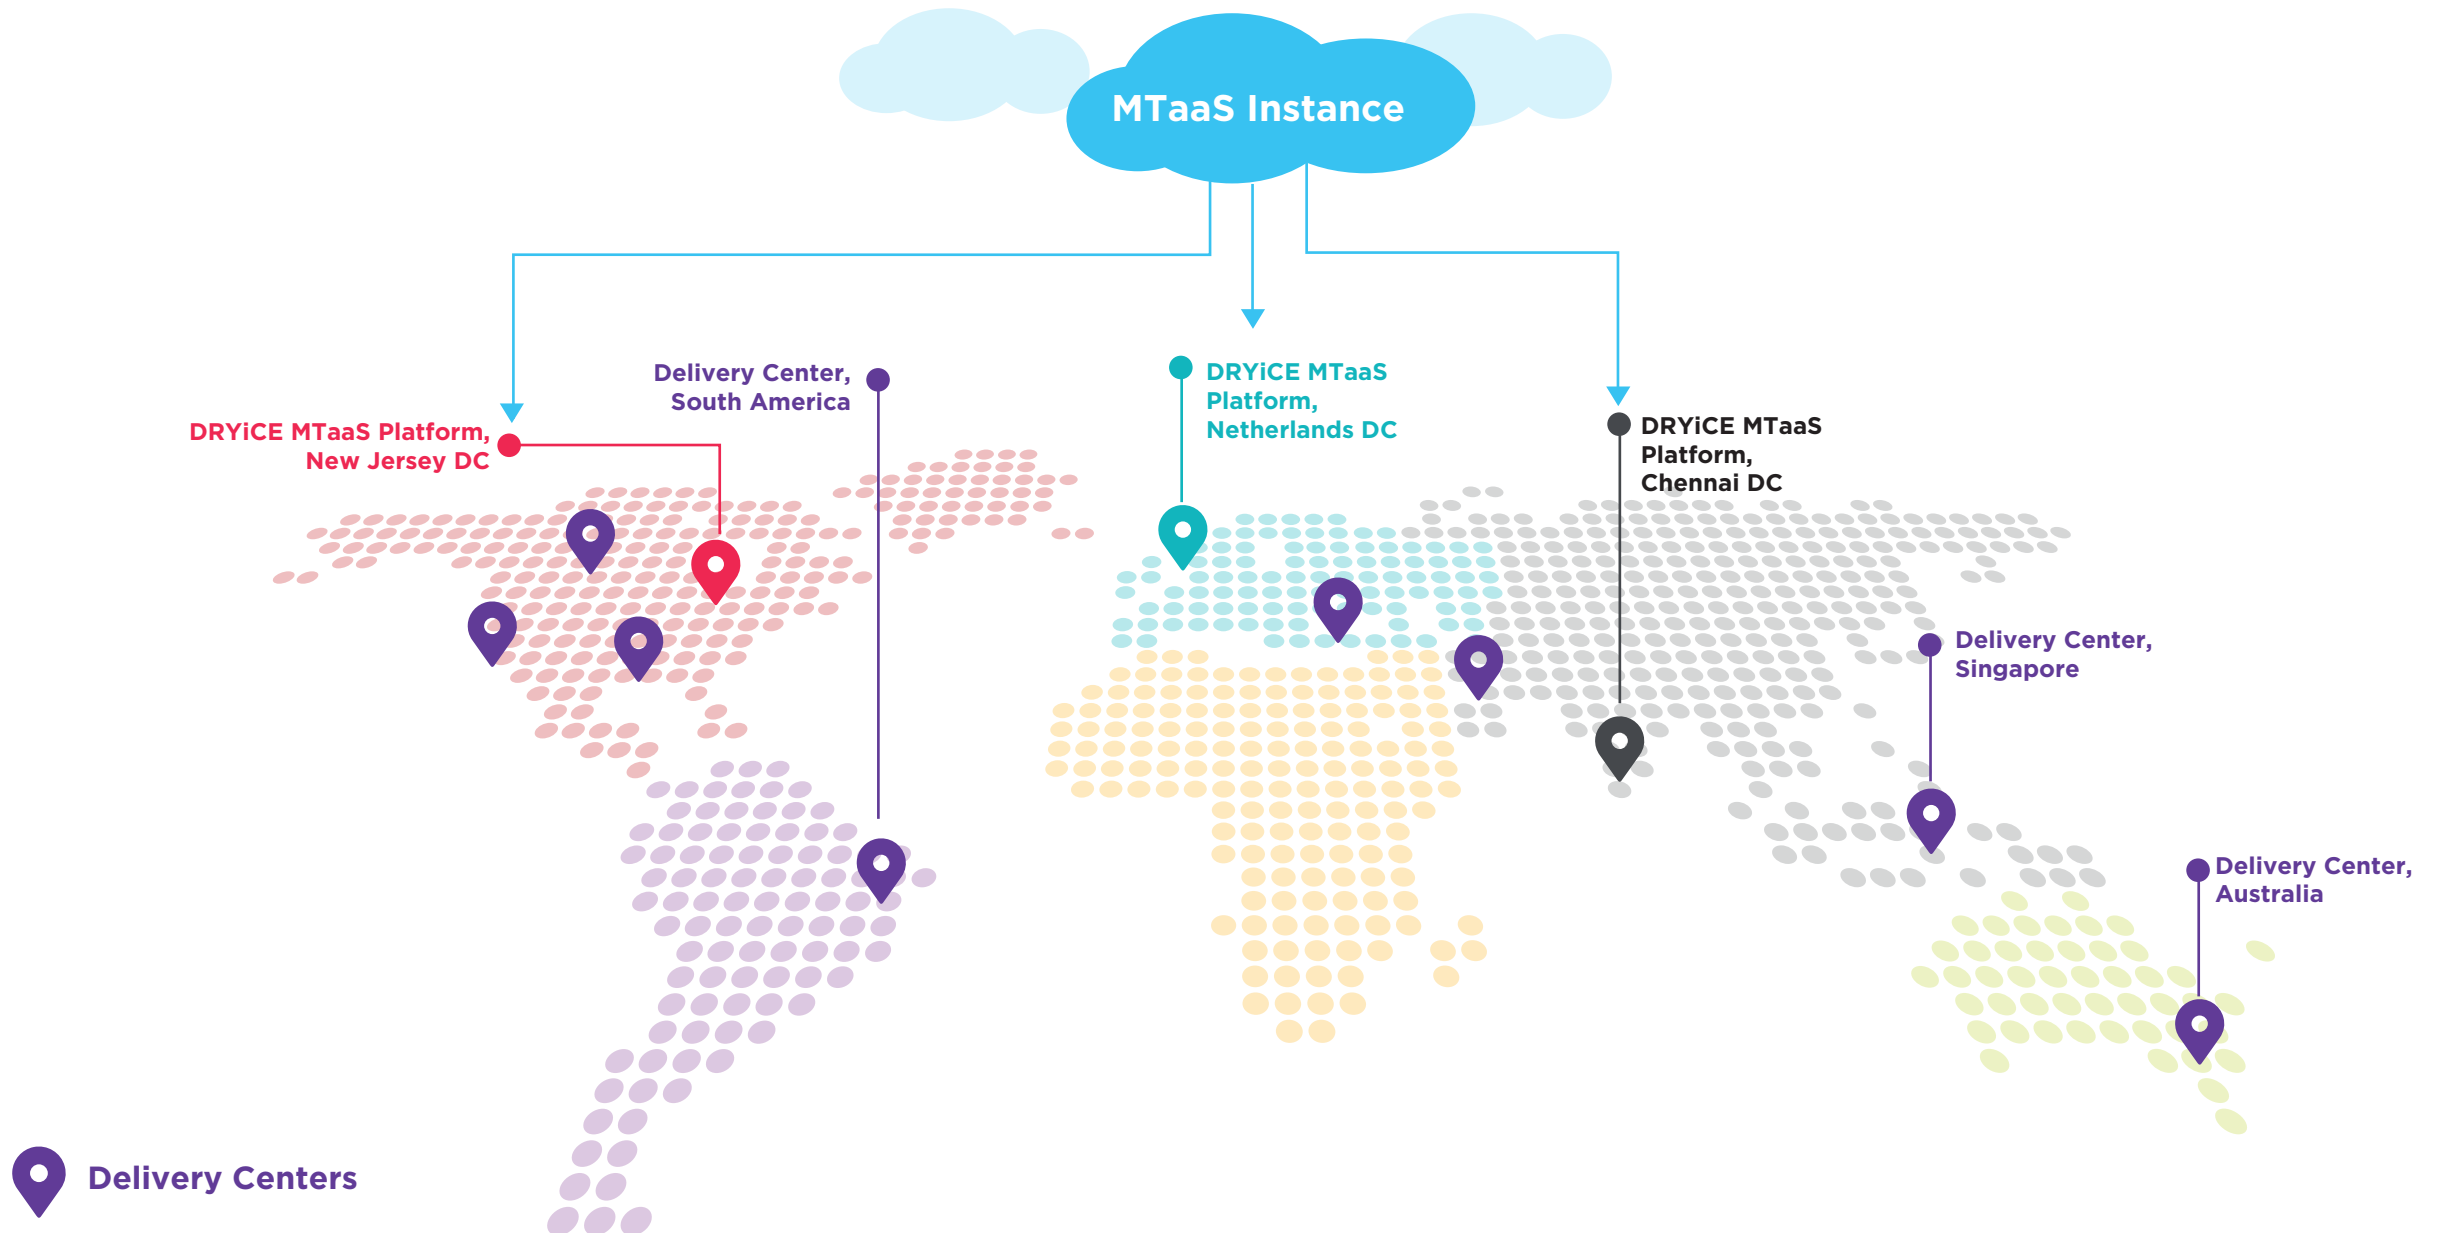 MTaaS Instance
Delivery Center,
South America
DRYiCE MTaaS Platform,
New Jersey DC
DRYiCE MTaaS
Platform,
Netherlands DC
DRYiCE MTaaS
Platform,
Chennai DC
Delivery Center,
Singapore
Delivery Center,
Australia
Delivery Centers